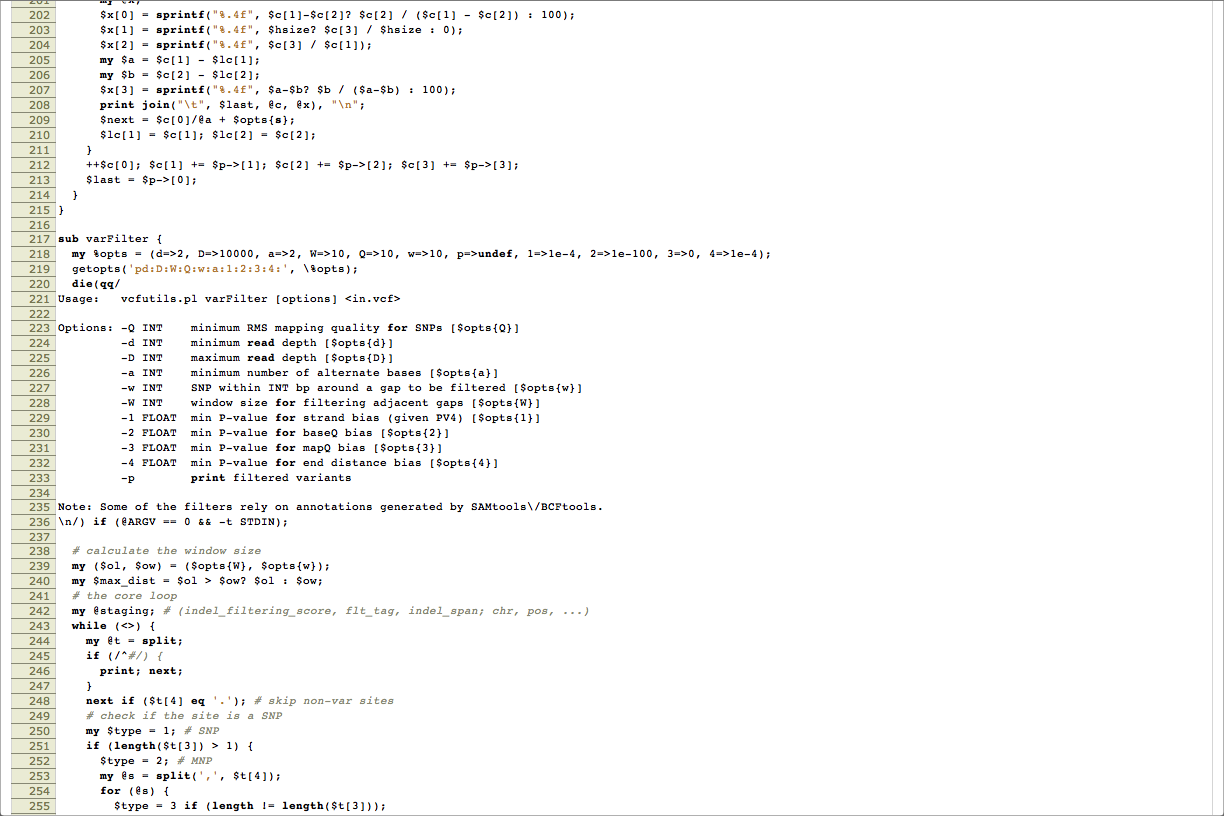 201 my @x;
202 $x[0] = sprintf("%.4f", $c[1]-$c[2]? $c[2] / ($c[1] - $c[2]) : 100);
203 $x[1] = sprintf("%.4f", $hsize? $c[3] / $hsize : 0);
204 $x[2] = sprintf("%.4f", $c[3] / $c[1]);
205 my $a = $c[1] - $lc[1];
206 my $b = $c[2] - $lc[2];
207 $x[3] = sprintf("%.4f", $a-$b? $b / ($a-$b) : 100);
208 print join("\t", $last, @c, @x), "\n";
209 $next = $c[0]/@a + $opts{s};
210 $lc[1] = $c[1]; $lc[2] = $c[2];
211 }
212 ++$c[0]; $c[1] += $p->[1]; $c[2] += $p->[2]; $c[3] += $p->[3];
213 $last = $p->[0];
214 }
215 }
216
217 sub varFilter {
218 my %opts = (d=>2, D=>10000, a=>2, W=>10, Q=>10, w=>10, p=>undef, 1=>1e-4, 2=>1e-100, 3=>0, 4=>1e-4);
219 getopts('pd:D:W:Q:w:a:1:2:3:4:', \%opts);
220 die(qq/
221 Usage: vcfutils.pl varFilter [options] <in.vcf>
222
223 Options: -Q INT minimum RMS mapping quality for SNPs [$opts{Q}]
224 -d INT minimum read depth [$opts{d}]
225 -D INT maximum read depth [$opts{D}]
226 -a INT minimum number of alternate bases [$opts{a}]
227 -w INT SNP within INT bp around a gap to be filtered [$opts{w}]
228 -W INT window size for filtering adjacent gaps [$opts{W}]
229 -1 FLOAT min P-value for strand bias (given PV4) [$opts{1}]
230 -2 FLOAT min P-value for baseQ bias [$opts{2}]
231 -3 FLOAT min P-value for mapQ bias [$opts{3}]
232 -4 FLOAT min P-value for end distance bias [$opts{4}]
233 -p print filtered variants
234
235 Note: Some of the filters rely on annotations generated by SAMtools\/BCFtools.
236 \n/) if (@ARGV == 0 && -t STDIN);
237
238 # calculate the window size
239 my ($ol, $ow) = ($opts{W}, $opts{w});
240 my $max_dist = $ol > $ow? $ol : $ow;
241 # the core loop
242 my @staging; # (indel_filtering_score, flt_tag, indel_span; chr, pos, ...)
243 while (<>) {
244 my @t = split;
245 if (/^#/) {
246 print; next;
247 }
248 next if ($t[4] eq '.'); # skip non-var sites
249 # check if the site is a SNP
250 my $type = 1; # SNP
251 if (length($t[3]) > 1) {
252 $type = 2; # MNP
253 my @s = split(',', $t[4]);
254 for (@s) {
255 $type = 3 if (length != length($t[3]));